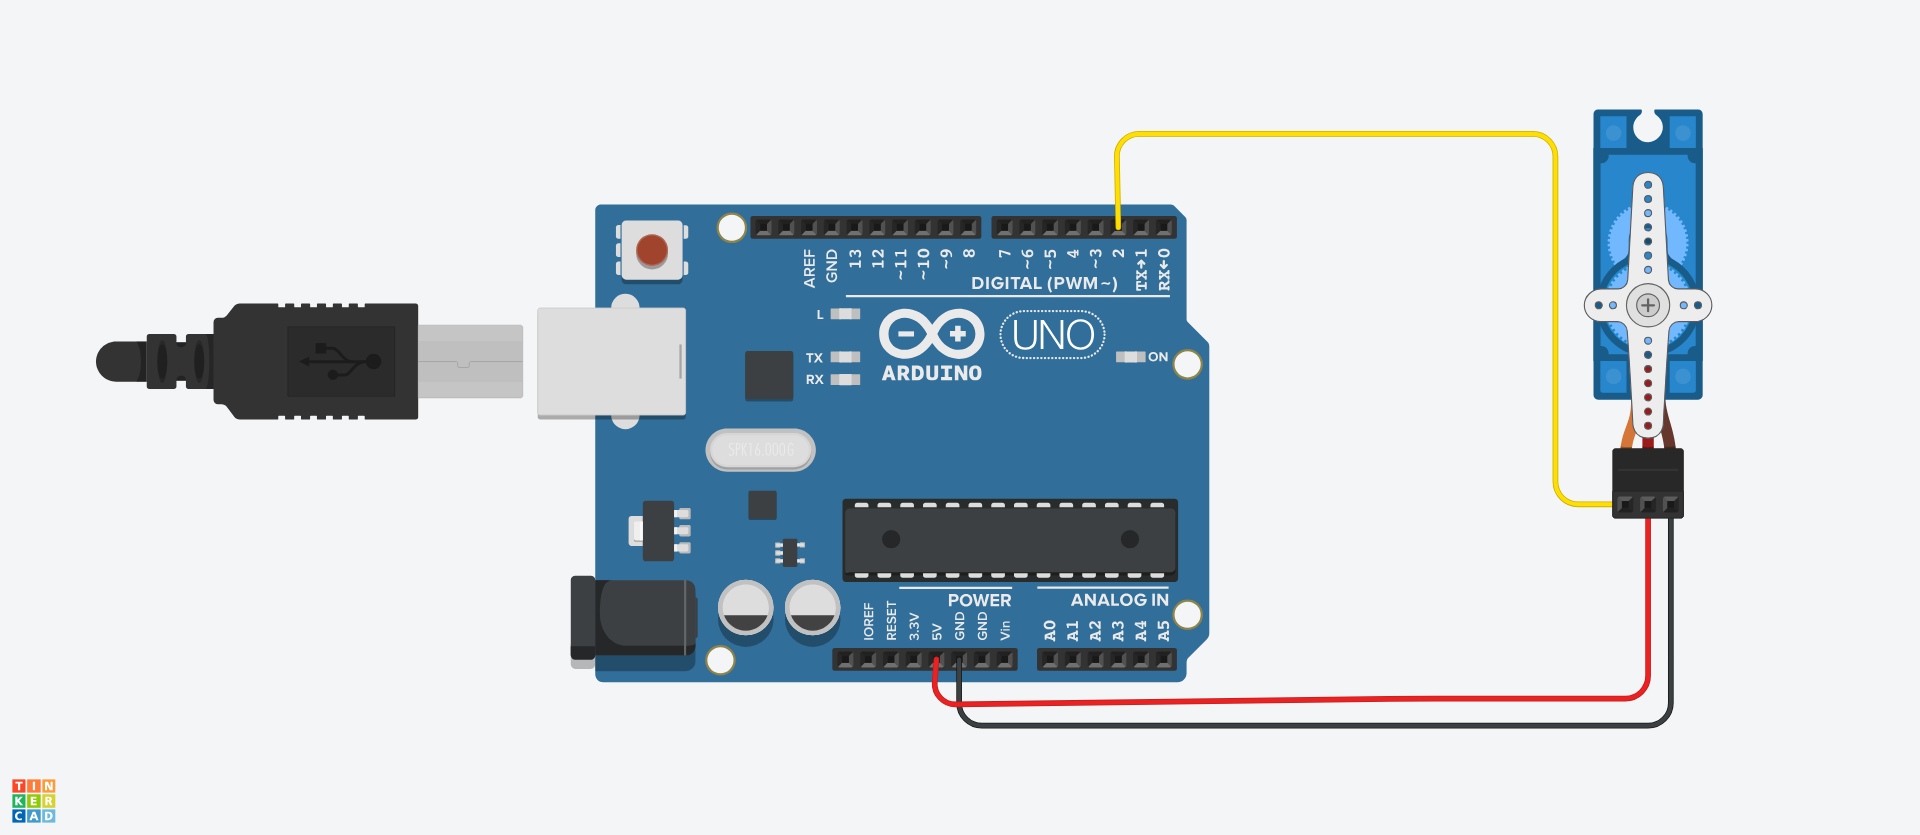 AREF
GND
13
12
~11
~10
~9
8
7
~6
~5
4
~3
2
TX→1
RX←0
DIGITAL (PWM~)
L
TX
RX
ARDUINO
UNO
ON
SPK16.000G
POWER
ANALOG IN
IOREF
RESET
3.3V
5V
GND
GND
Vin
A0
A1
A2
A3
A4
A5
TIN
KER
CAD